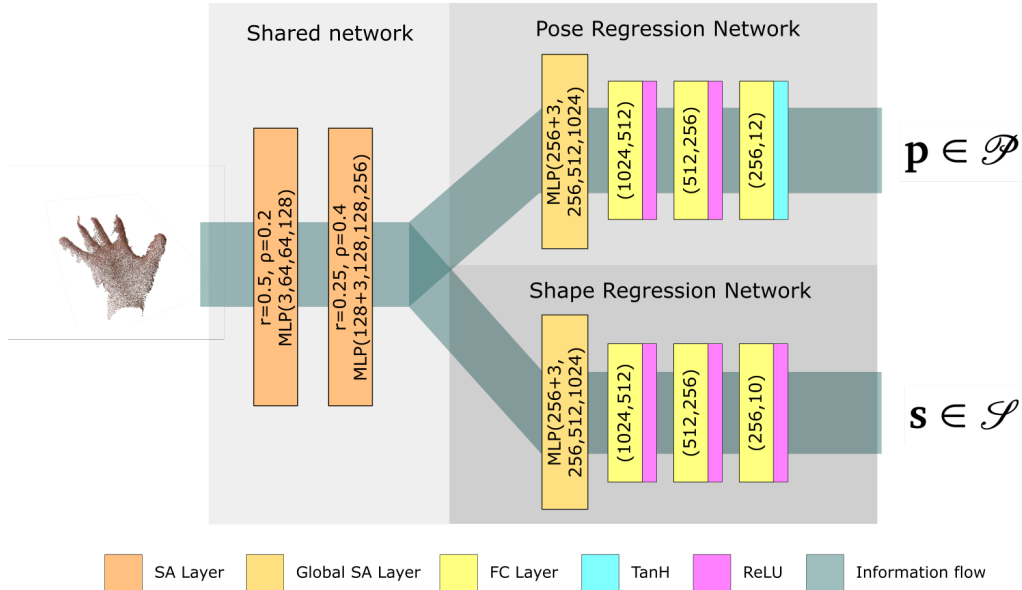 Shared network
r=0.5, ρ=0.2
MLP(3,64,64,128)
r=0.25, ρ=0.4
MLP(128+3,128,128,256)
Pose Regression Network
MLP(256+3,
256,512,1024)
(1024,512)
(512,256)
(256,12)
𝐩 ∈ 𝒫
Shape Regression Network
MLP(256+3,
256,512,1024)
(1024,512)
(512,256)
(256,10)
𝐬 ∈ 𝒮
SA Layer
Global SA Layer
FC Layer
TanH
ReLU
Information flow